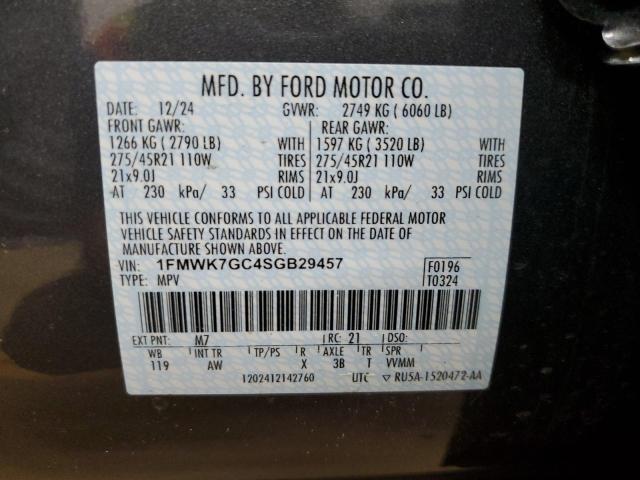 MFD. BY FORD MOTOR CO.
DATE: 12/24 GVWR: 2749 KG ( 6060 LB)
FRONT GAWR: REAR GAWR:
1266 KG ( 2790 LB) WITH 1597 KG ( 3520 LB) WITH
275/45R21 110W TIRES 275/45R21 110W TIRES
21x9.0J RIMS 21x9.0J RIMS
AT 230 kPa/ 33 PSI COLD AT 230 kPa/ 33 PSI COLD
THIS VEHICLE CONFORMS TO ALL APPLICABLE FEDERAL MOTOR
VEHICLE SAFETY STANDARDS IN EFFECT ON THE DATE OF
MANUFACTURE SHOWN ABOVE.
VIN: 1FMWK7GC4SGB29457 F0196
TYPE: MPV T0324
EXT PNT: M7 RC: 21 DSO:
WB INT TR TP/PS R AXLE TR SPR
119 AW X 3B T VVMM
1202412142760 UTC ▽ RU5A-1520472-AA